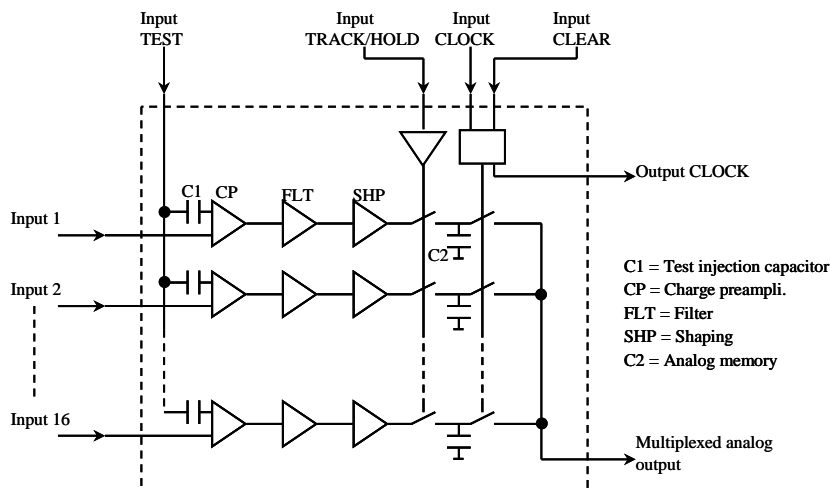 Input
TEST
Input
TRACK/HOLD
Input
CLOCK
Input
CLEAR
Output CLOCK
C1
CP
FLT
SHP
Input 1
C2
Input 2
Input 16
C1 = Test injection capacitor
CP = Charge preampli.
FLT = Filter
SHP = Shaping
C2 = Analog memory
Multiplexed analog
output